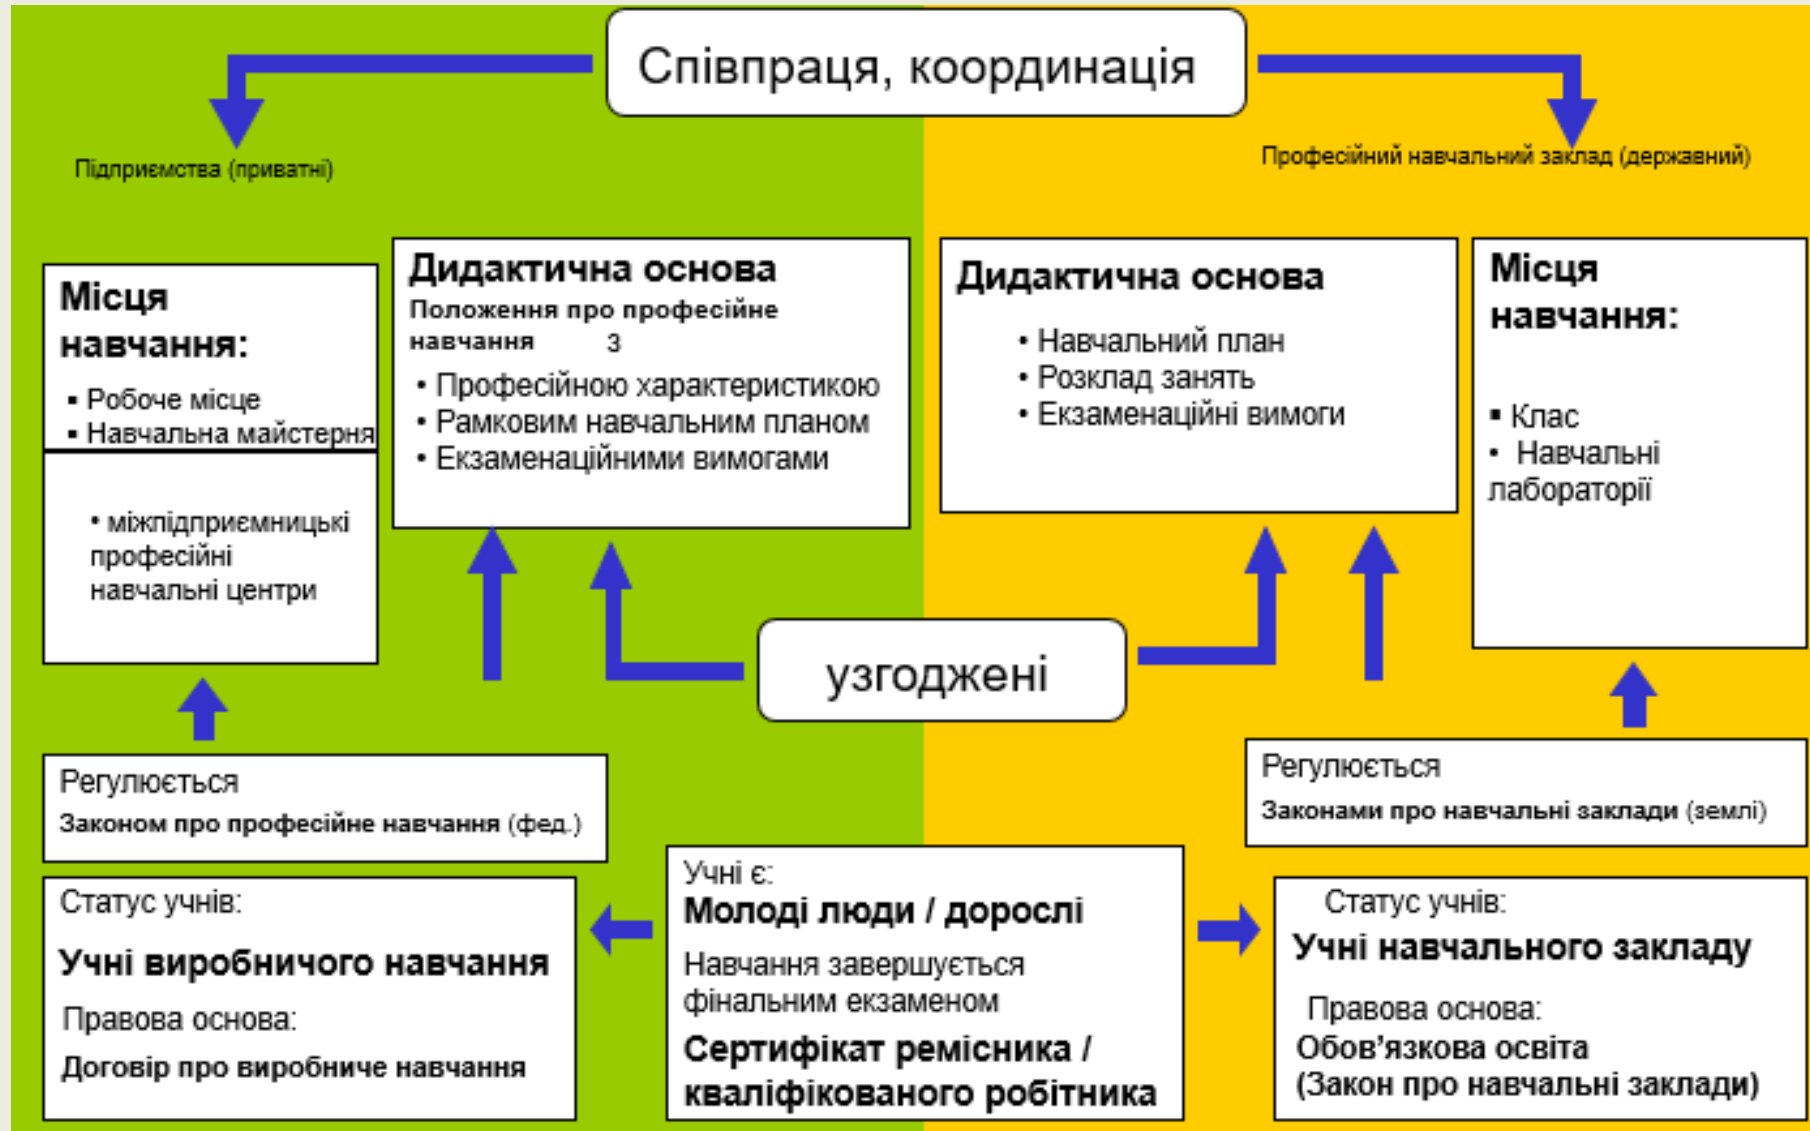 Співпраця, координація
Підприємства (приватні)
Професійний навчальний заклад (державний)
Місця
навчання:
▪ Робоче місце
▪ Навчальна майстерня
• міжпідприємницькі
професійні
навчальні центри
Дидактична основа
Положення про професійне
навчання З
• Професійною характеристикою
• Рамковим навчальним планом
• Екзаменаційними вимогами
Дидактична основа
• Навчальний план
• Розклад занять
• Екзаменаційні вимоги
Місця
навчання:
▪ Клас
• Навчальні
лабораторії
узгоджені
Регулюється
Законом про професійне навчання (фед.)
Регулюється
Законами про навчальні заклади (землі)
Статус учнів:
Учні виробничого навчання
Правова основа:
Договір про виробниче навчання
Учні є:
Молоді люди / дорослі
Навчання завершується
фінальним екзаменом
Сертифікат ремісника /
кваліфікованого робітника
Статус учнів:
Учні навчального закладу
Правова основа:
Обов’язкова освіта
(Закон про навчальні заклади)